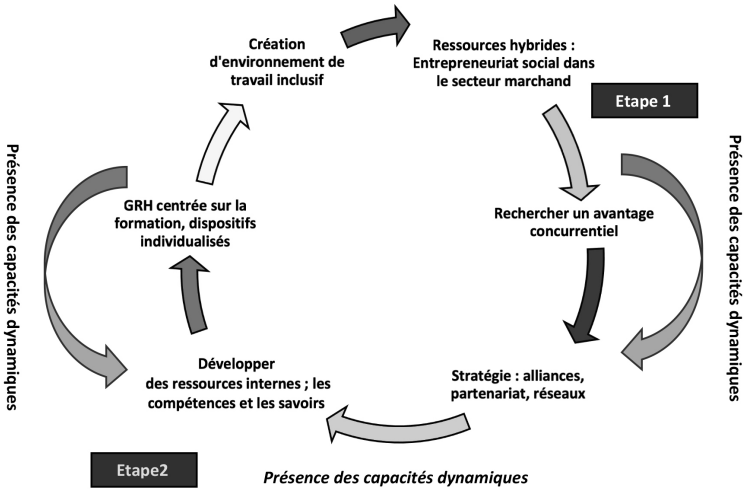 Création
d'environnement de
travail inclusif
Ressources hybrides :
Entrepreneuriat social dans
le secteur marchand
Etape 1
Présence des capacités dynamiques
Rechercher un avantage
concurrentiel
Stratégie : alliances,
partenariat, réseaux
Présence des capacités dynamiques
Développer
des ressources internes ; les
compétences et les savoirs
Etape2
GRH centrée sur la
formation, dispositifs
individualisés
Présence des capacités dynamiques